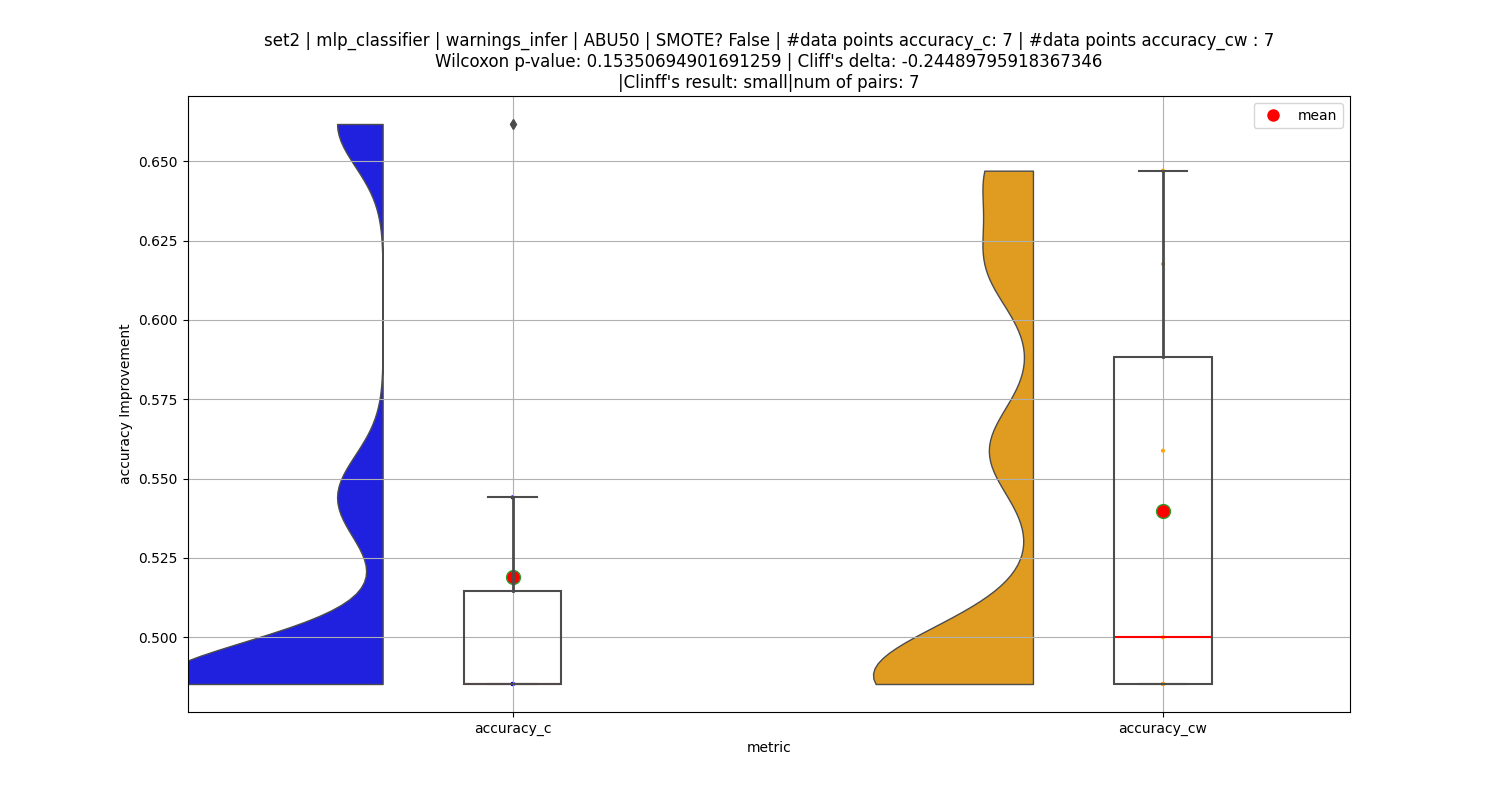 set2 | mlp_classifier | warnings_infer | ABU50 | SMOTE? False | #data points accuracy_c: 7 | #data points accuracy_cw : 7
Wilcoxon p-value: 0.15350694901691259 | Cliff's delta: -0.24489795918367346
|Clinff's result: small|num of pairs: 7
mean
0.650
0.625
0.600
0.575
0.550
0.525
0.500
accuracy Improvement
accuracy_c
accuracy_cw
metric